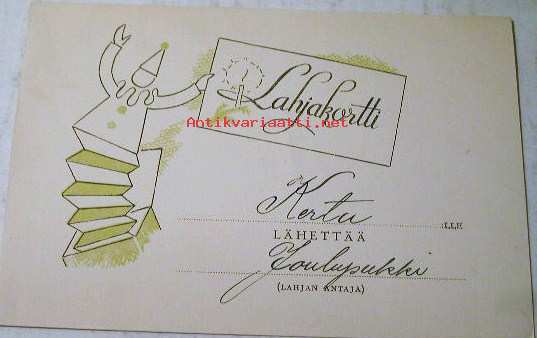 Lahjakortti
Antikvariaatti.net
Kertu :LLE
LÄHETTÄÄ
Joulupukki
(LAHJAN ANTAJA)